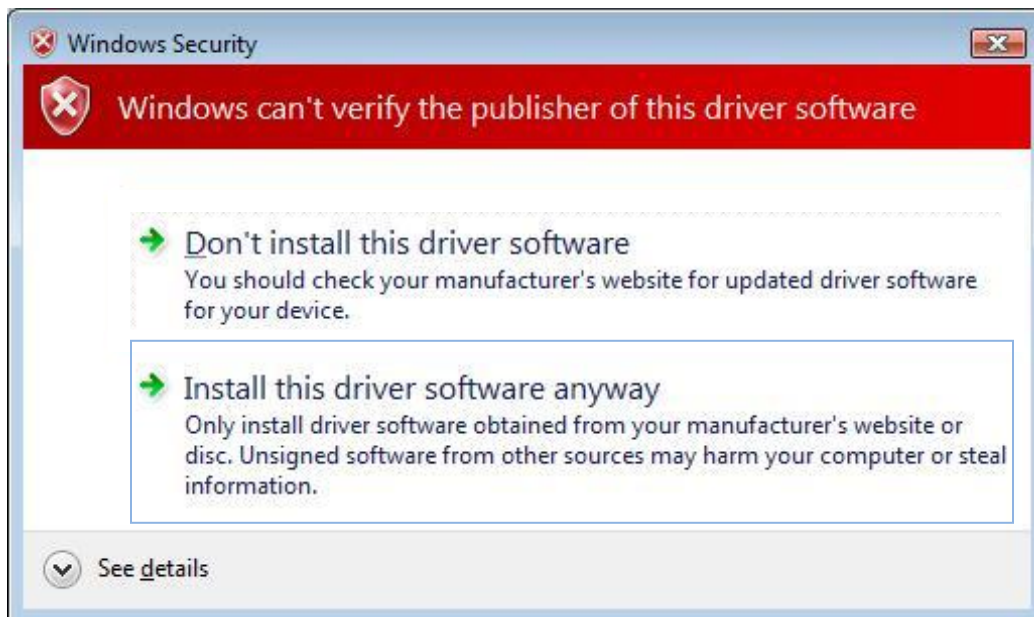 Windows Security
Windows can't verify the publisher of this driver software
Don't install this driver software
You should check your manufacturer's website for updated driver software
for your device.
Install this driver software anyway
Only install driver software obtained from your manufacturer's website or
disc. Unsigned software from other sources may harm your computer or steal
information.
See details